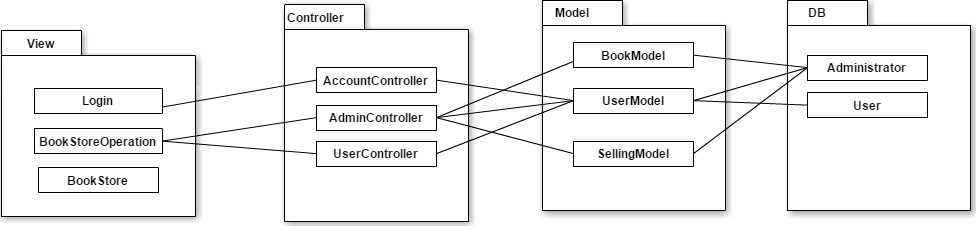 View
Login
BookStoreOperation
BookStore
Controller
AccountController
AdminController
UserController
Model
BookModel
UserModel
SellingModel
DB
Administrator
User